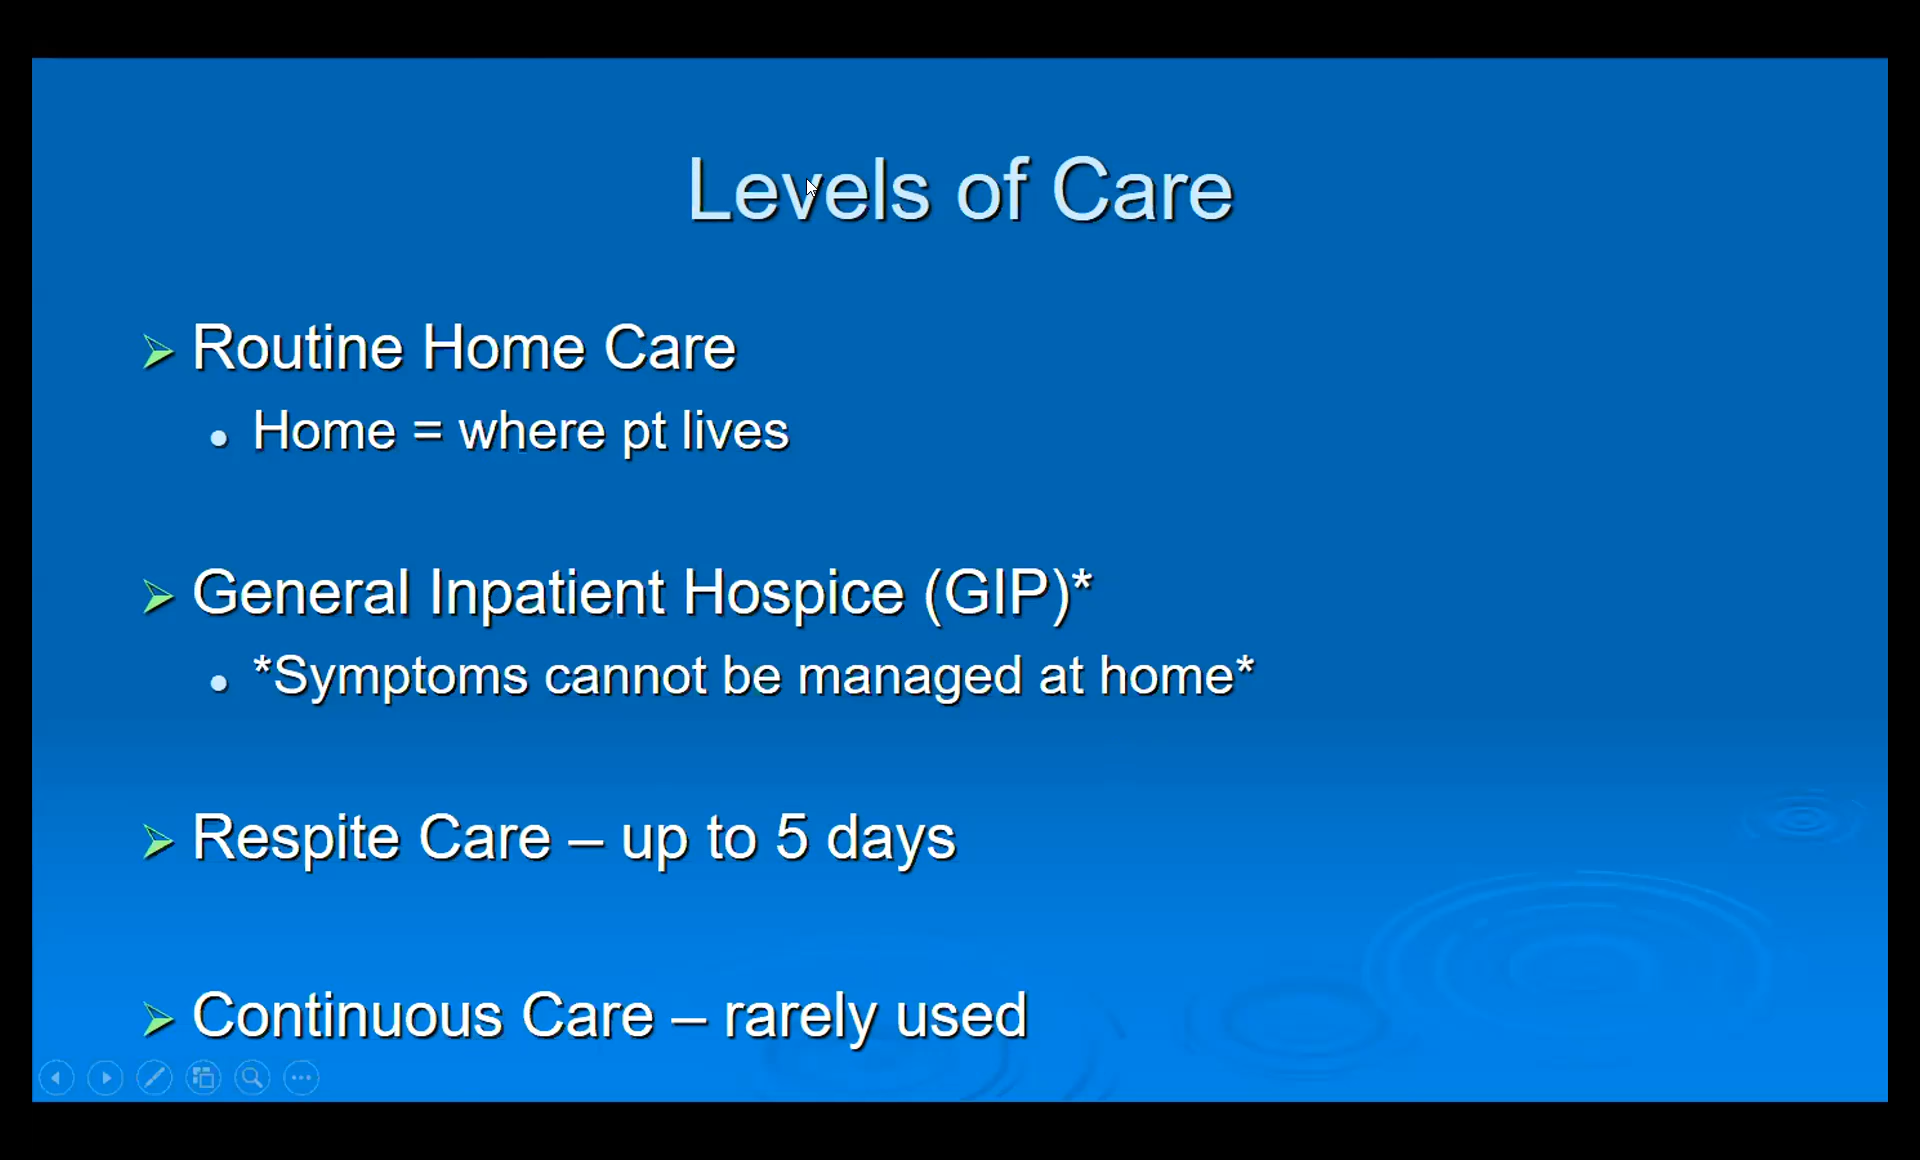 Levels of Care
Routine Home Care
Home = where pt lives
General Inpatient Hospice (GIP)*
*Symptoms cannot be managed at home*
Respite Care – up to 5 days
Continuous Care – rarely used